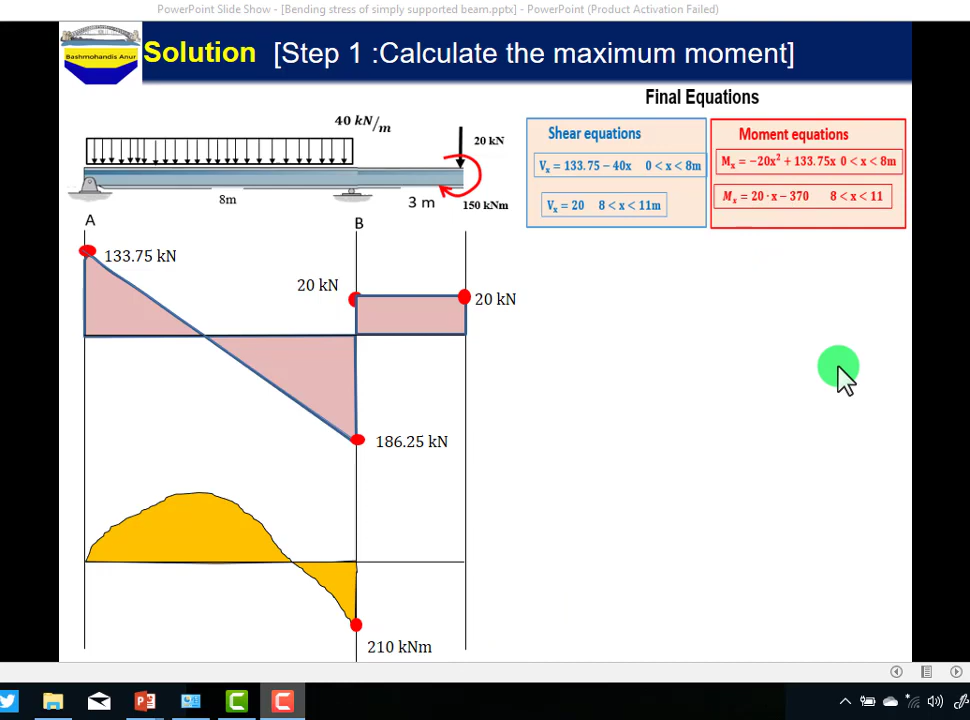 PowerPoint Slide Show - [Bending stress of simply supported beam.pptx] - PowerPoint (Product Activation Failed)
Bashmohandis Anur
Solution [Step 1 :Calculate the maximum moment]
Final Equations
40 kN/m
20 kN
150 kNm
8m
3 m
A
B
Shear equations
Vₓ = 133.75 − 40x 0 < x < 8m
Vₓ = 20 8 < x < 11m
Moment equations
Mₓ = −20x² + 133.75x 0 < x < 8m
Mₓ = 20 · x − 370 8 < x < 11
133.75 kN
20 kN
20 kN
186.25 kN
210 kNm